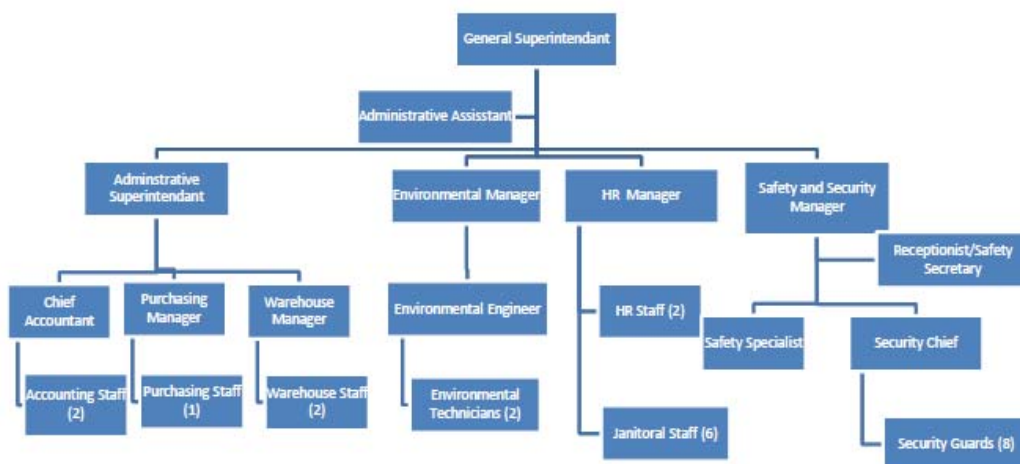 General Superintendant
Administrative Assisstant
Adminstrative
Superintendant
Environmental Manager
HR Manager
Safety and Security
Manager
Receptionist/Safety
Secretary
Chief
Accountant
Purchasing
Manager
Warehouse
Manager
Environmental Engineer
HR Staff (2)
Safety Specialist
Security Chief
Accounting Staff
(2)
Purchasing Staff
(1)
Warehouse Staff
(2)
Environmental
Technicians (2)
Janitoral Staff (6)
Security Guards (8)